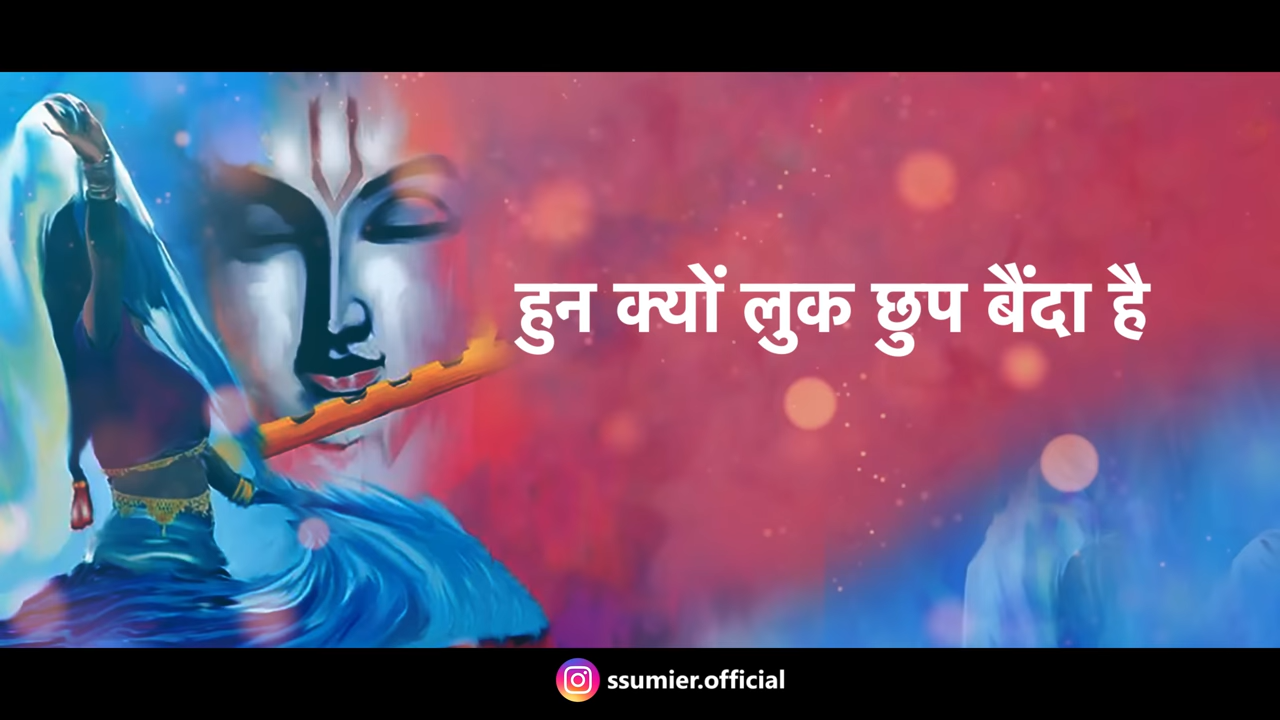 हुन क्यों लुक छुप बैंदा है
ssumier.official